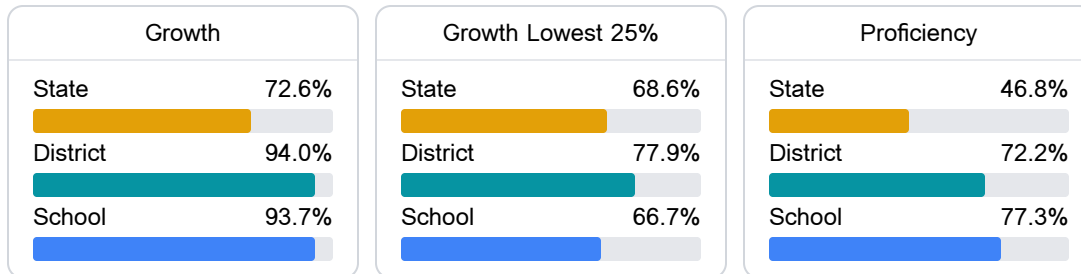 Growth
State 72.6%
District 94.0%
School 93.7%
Growth Lowest 25%
State 68.6%
District 77.9%
School 66.7%
Proficiency
State 46.8%
District 72.2%
School 77.3%